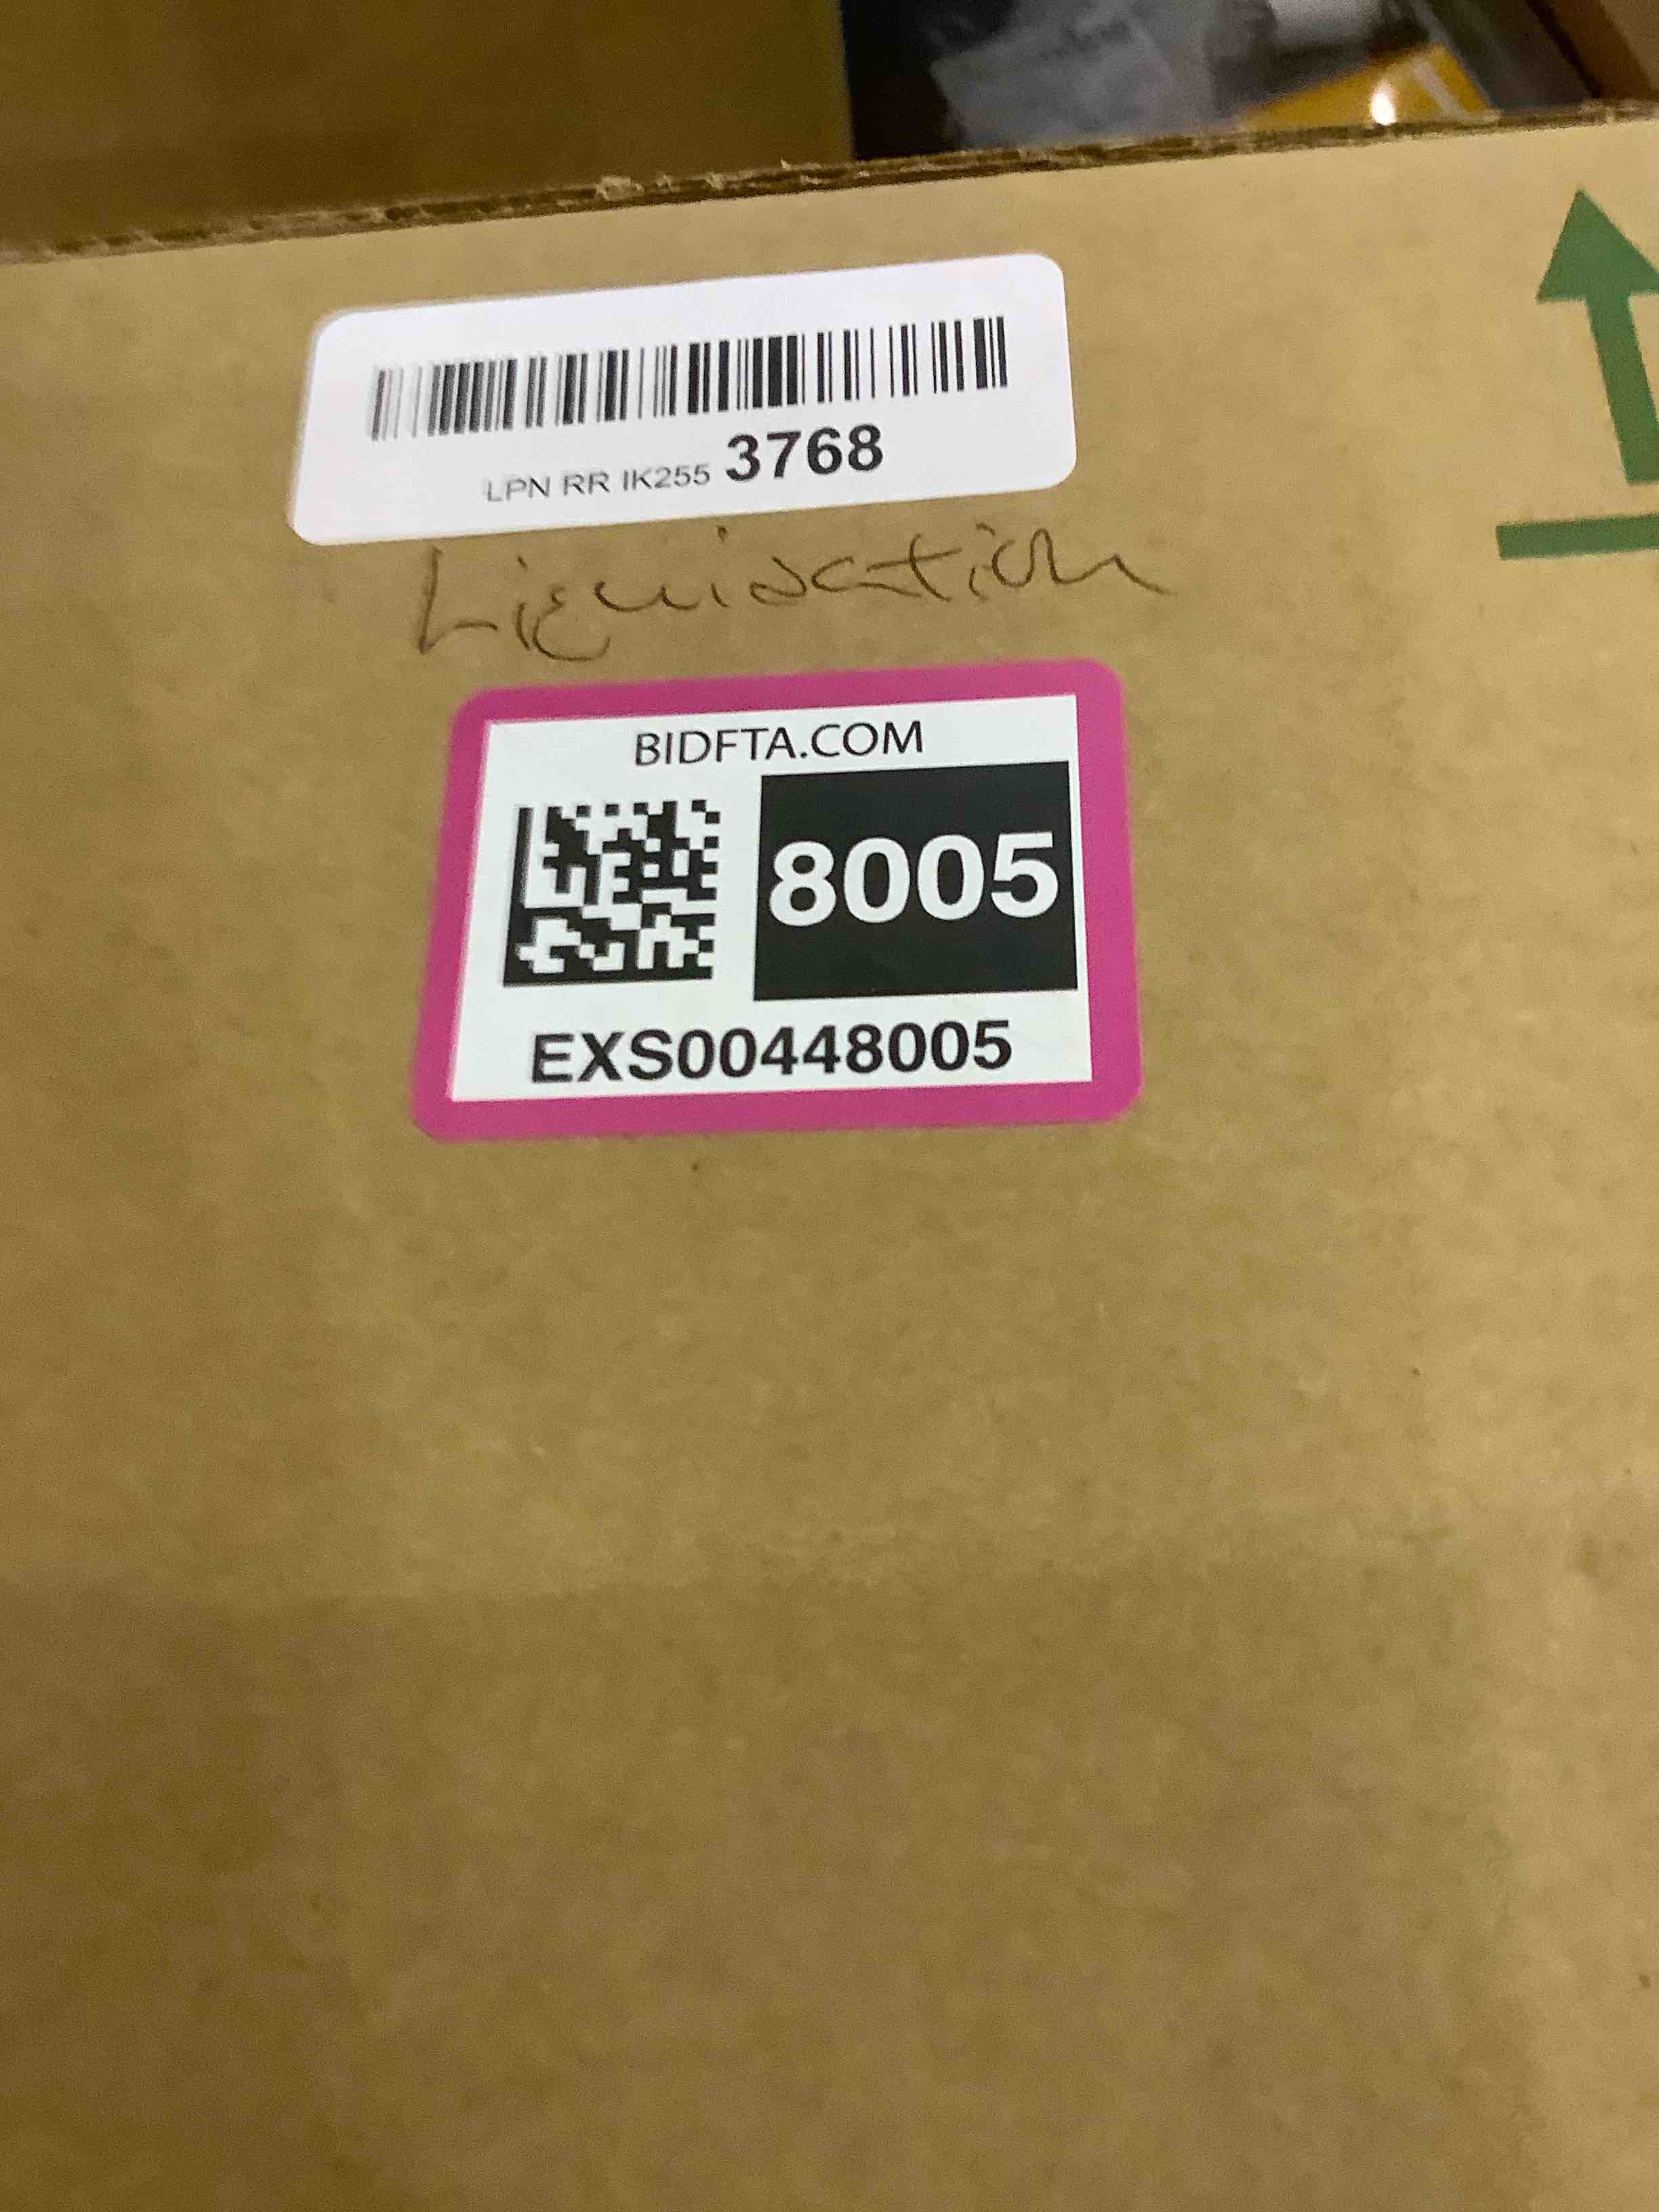 LPN RR IK255 3768
Liquidation
BIDFTA.COM
8005
EXS00448005